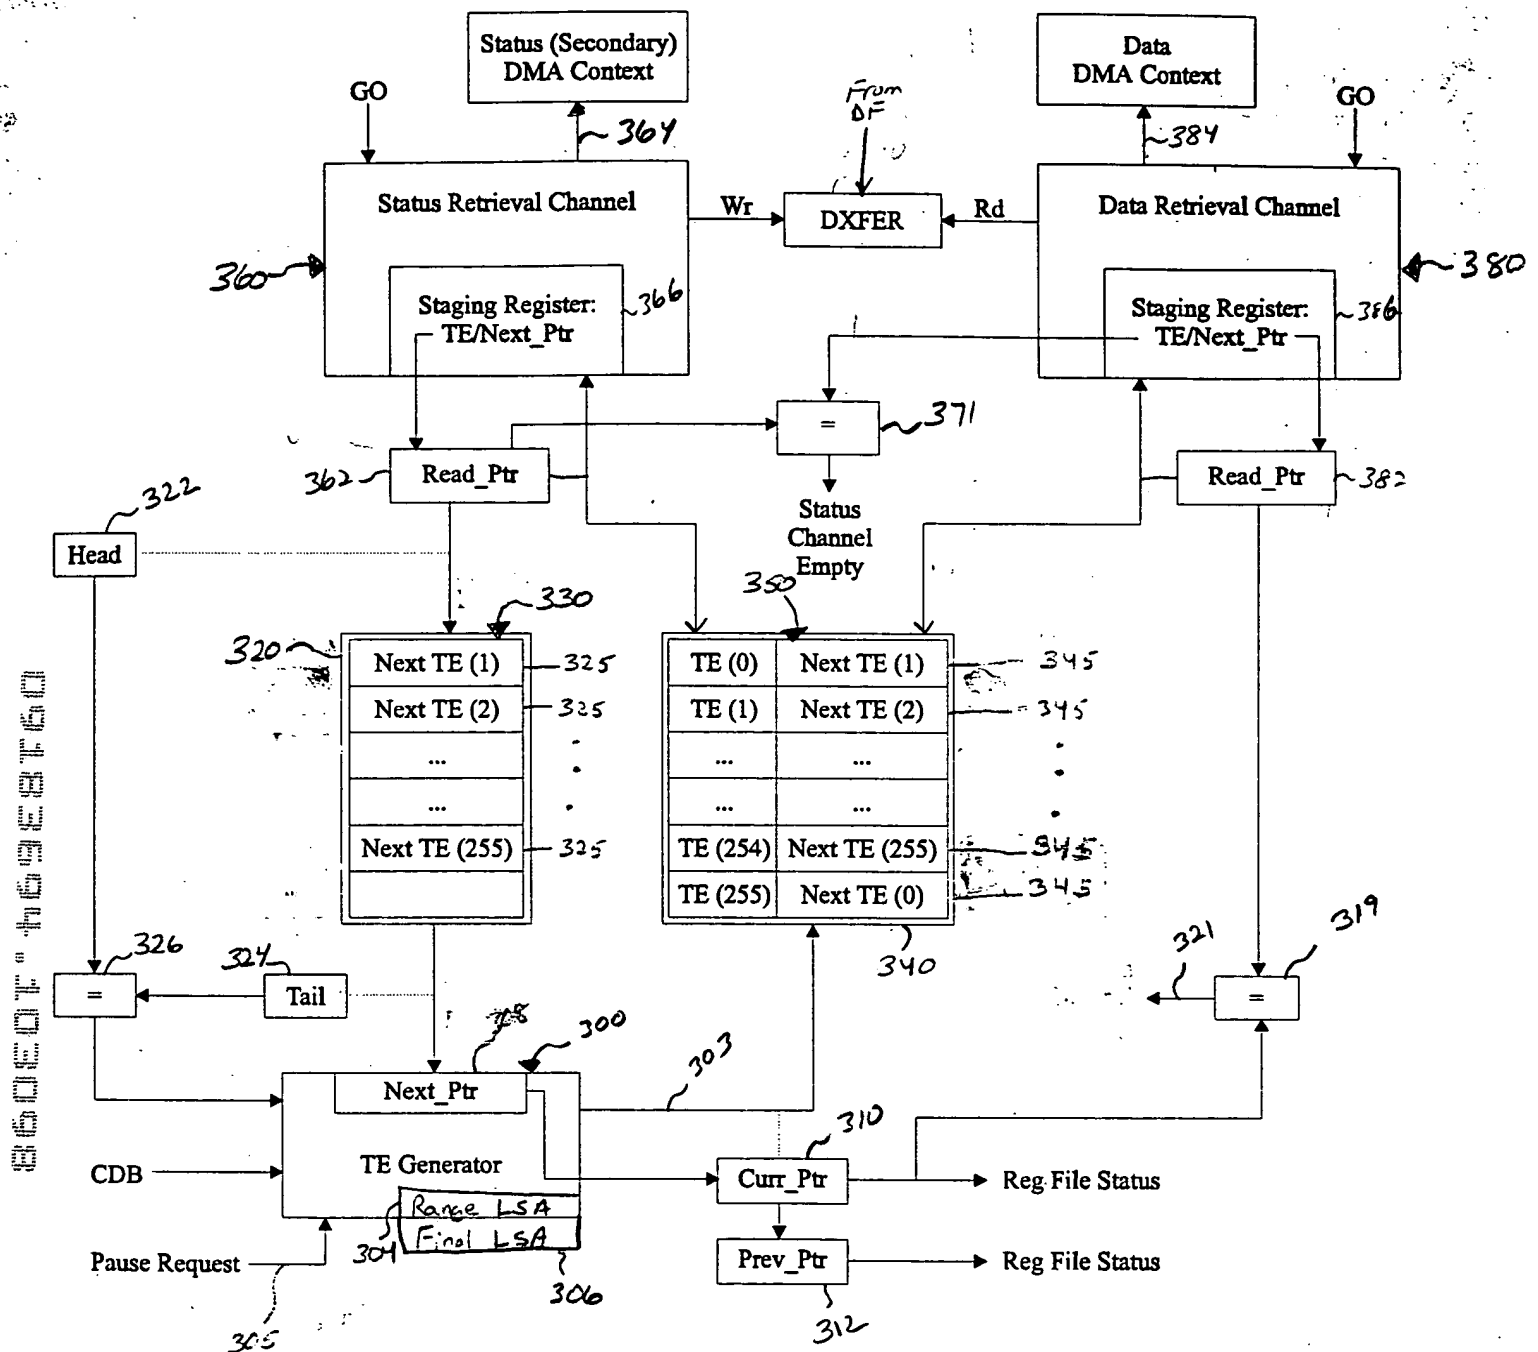 Status (Secondary)
DMA Context
Data
DMA Context
GO
From
DF
GO
364
384
Status Retrieval Channel
Wr
DXFER
Rd
Data Retrieval Channel
360
380
Staging Register:
TE/Next_Ptr
366
Staging Register:
TE/Next_Ptr
386
=
371
362
Read_Ptr
Read_Ptr
382
322
Head
Status
Channel
Empty
350
330
320
Next TE (1)
325
TE (0)
Next TE (1)
345
Next TE (2)
325
TE (1)
Next TE (2)
345
...
...
...
...
...
...
Next TE (255)
325
TE (254)
Next TE (255)
345
TE (255)
Next TE (0)
345
326
324
340
321
319
=
Tail
=
300
303
Next_Ptr
310
TE Generator
CDB
Curr_Ptr
Reg File Status
Range LSA
304
Final LSA
Pause Request
Prev_Ptr
Reg File Status
306
305
312
09183694.103098